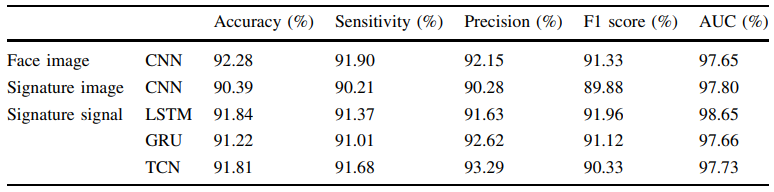 Accuracy (%) Sensitivity (%) Precision (%) F1 score (%) AUC (%)
Face image CNN 92.28 91.90 92.15 91.33 97.65
Signature image CNN 90.39 90.21 90.28 89.88 97.80
Signature signal LSTM 91.84 91.37 91.63 91.96 98.65
GRU 91.22 91.01 92.62 91.12 97.66
TCN 91.81 91.68 93.29 90.33 97.73